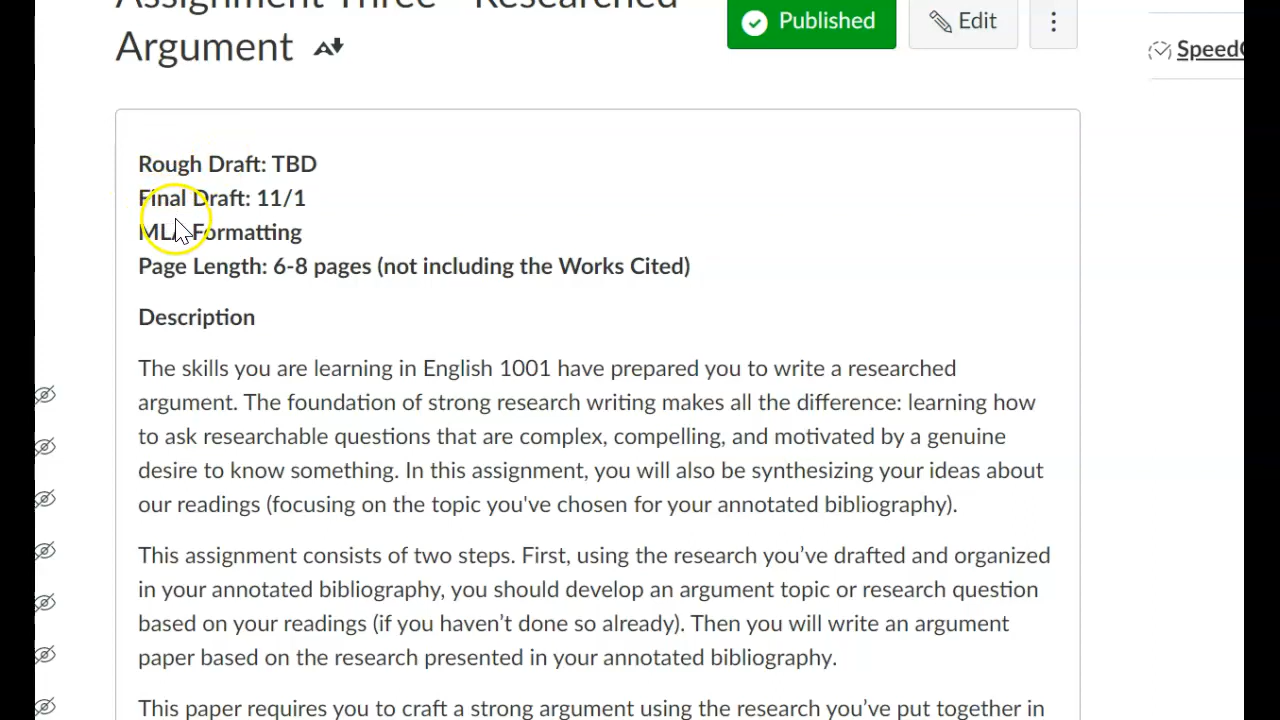 Assignment Three - Researched
Argument
Published
Edit
Rough Draft: TBD
Final Draft: 11/1
MLA Formatting
Page Length: 6-8 pages (not including the Works Cited)
Description
The skills you are learning in English 1001 have prepared you to write a researched
argument. The foundation of strong research writing makes all the difference: learning how
to ask researchable questions that are complex, compelling, and motivated by a genuine
desire to know something. In this assignment, you will also be synthesizing your ideas about
our readings (focusing on the topic you've chosen for your annotated bibliography).
This assignment consists of two steps. First, using the research you’ve drafted and organized
in your annotated bibliography, you should develop an argument topic or research question
based on your readings (if you haven’t done so already). Then you will write an argument
paper based on the research presented in your annotated bibliography.
This paper requires you to craft a strong argument using the research you’ve put together in